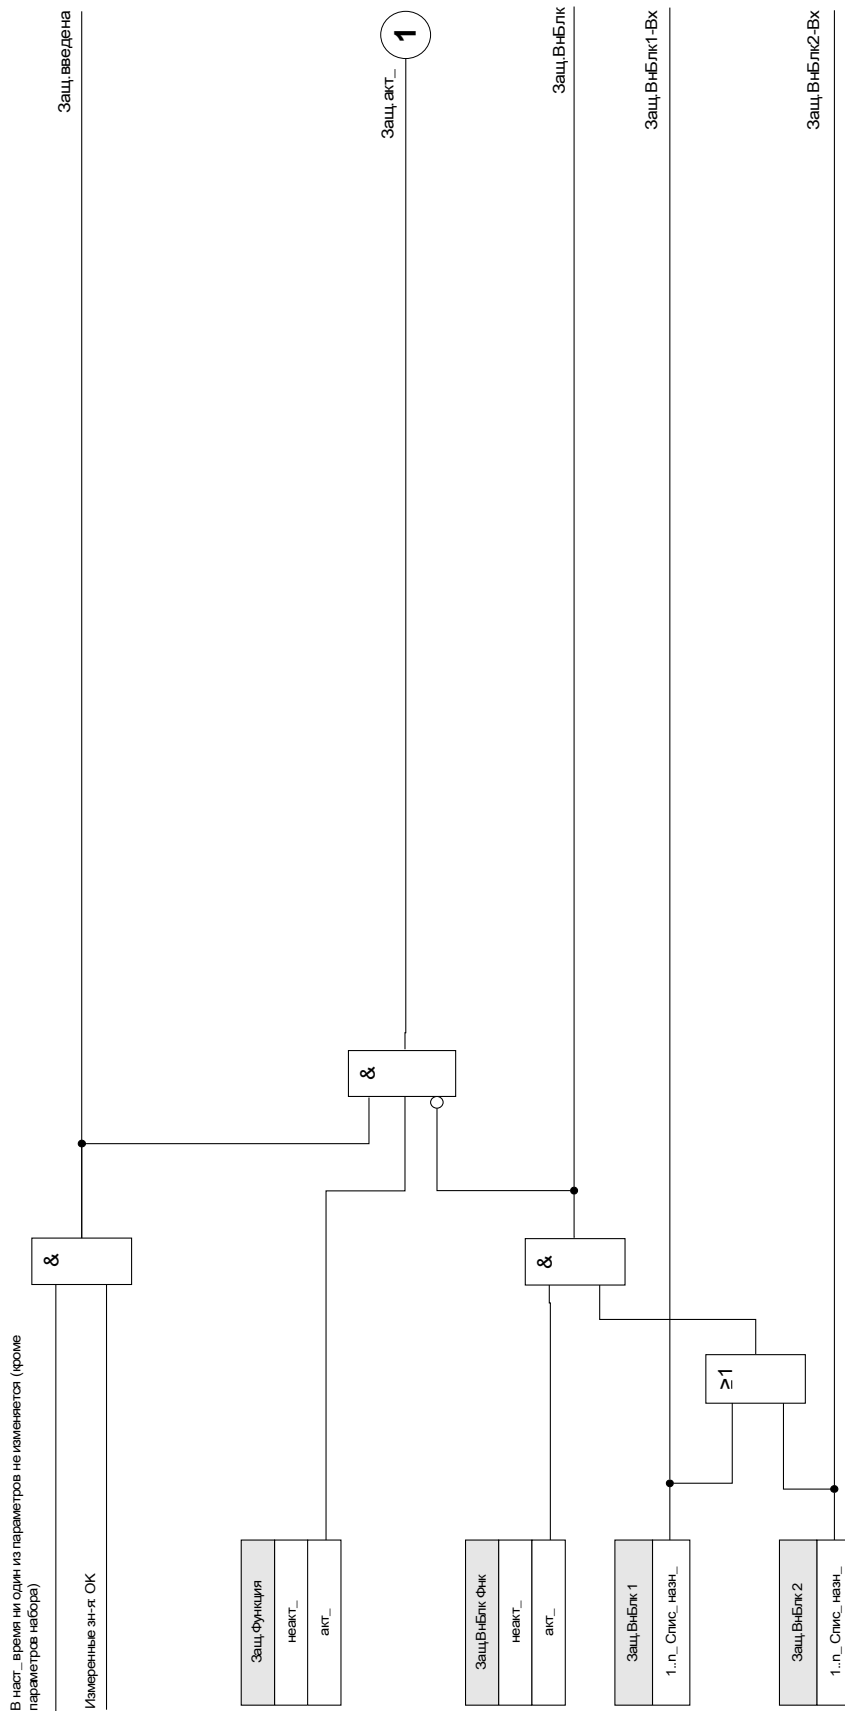 В наст_ время ни один из параметров не изменяется (кроме
параметров набора)
Измеренные зн-я: OK
&
Защ.введена
Защ.Функция
неакт_
акт_
&
Защ.акт_
1
Защ.ВнБлк Фнк
неакт_
акт_
&
Защ.ВнБлк
Защ.ВнБлк 1
1..n_ Спис_ назн_
Защ.ВнБлк1-Вх
≥1
Защ.ВнБлк 2
1..n_ Спис_ назн_
Защ.ВнБлк2-Вх